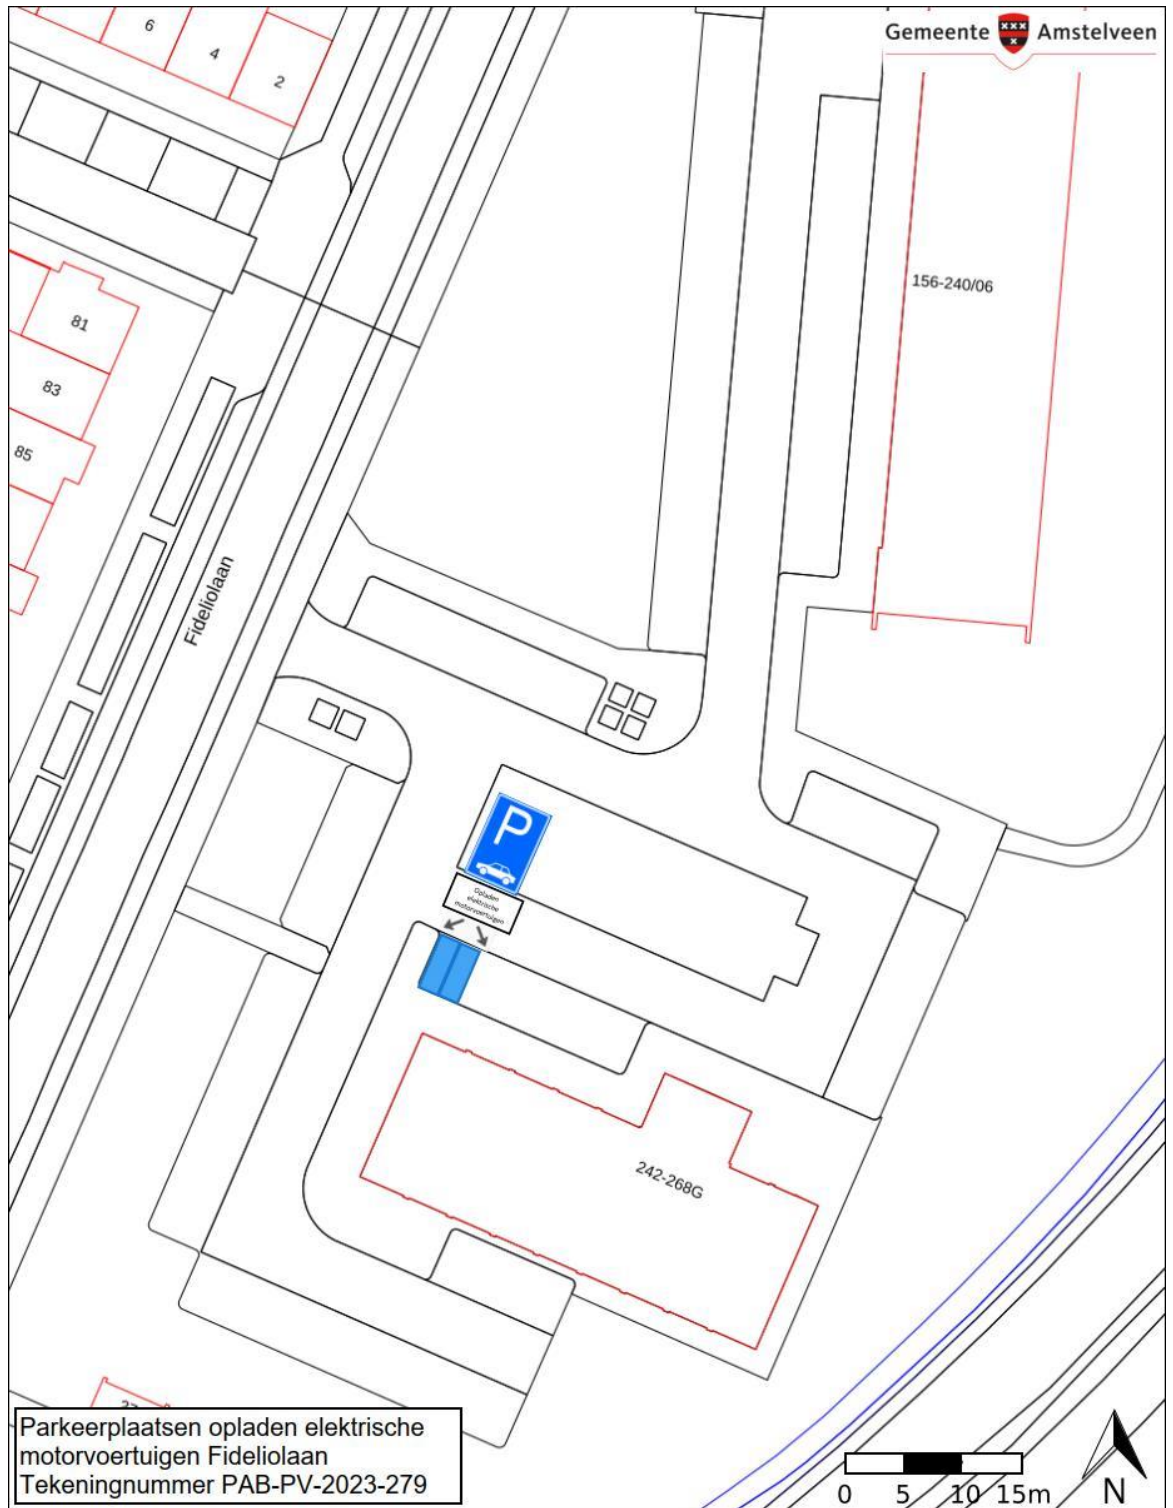 Gemeente Amstelveen
6
4
2
156-240/06
81
83
85
Fideliolaan
P
Opladen
elektrische
motorvoertuigen
242-268G
Parkeerplaatsen opladen elektrische
motorvoertuigen Fideliolaan
Tekeningnummer PAB-PV-2023-279
0 5 10 15m
N